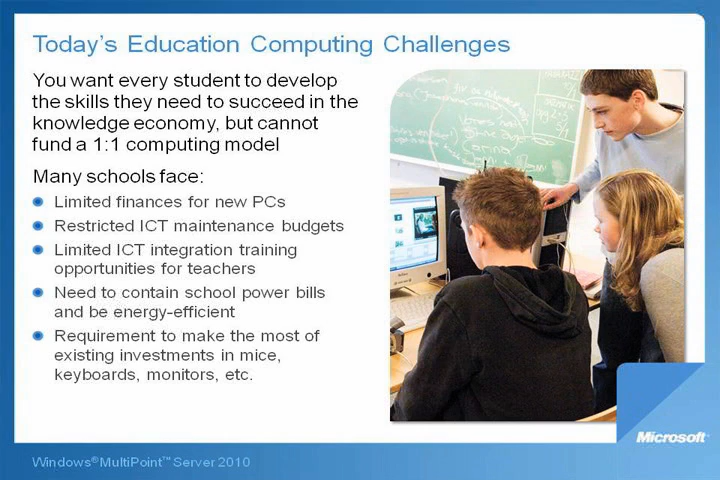 Today's Education Computing Challenges
You want every student to develop
the skills they need to succeed in the
knowledge economy, but cannot
fund a 1:1 computing model
Many schools face:
Limited finances for new PCs
Restricted ICT maintenance budgets
Limited ICT integration training
opportunities for teachers
Need to contain school power bills
and be energy-efficient
Requirement to make the most of
existing investments in mice,
keyboards, monitors, etc.
Microsoft
Windows® MultiPoint™ Server 2010